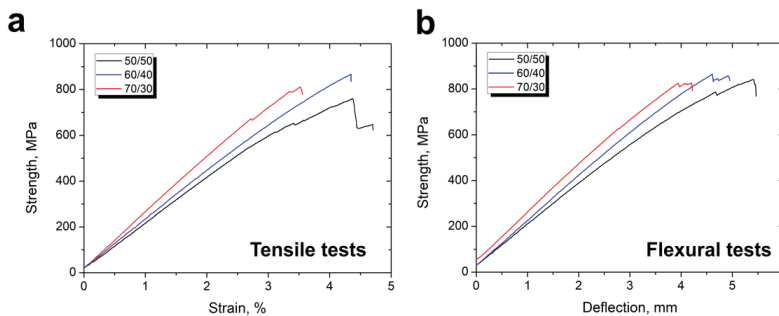 a
1000
800
600
400
200
0
Strength, MPa
50/50
60/40
70/30
Tensile tests
0 1 2 3 4 5
Strain, %
b
1000
800
600
400
200
0
Strength, MPa
50/50
60/40
70/30
Flexural tests
0 1 2 3 4 5
Deflection, mm